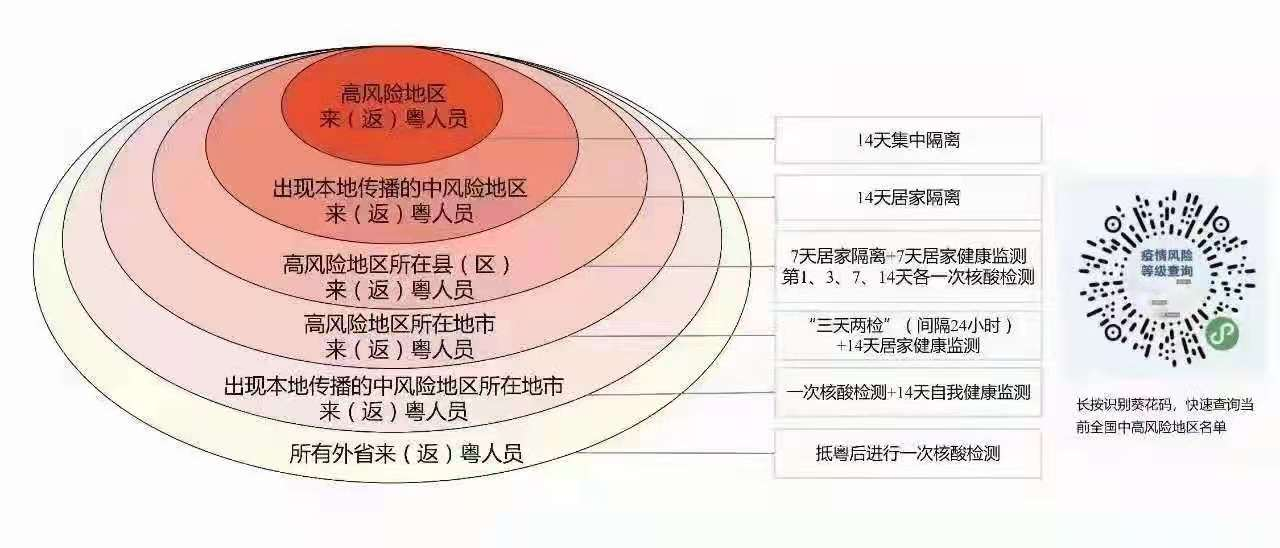 高风险地区
来（返）粤人员
14天集中隔离
出现本地传播的中风险地区
来（返）粤人员
14天居家隔离
高风险地区所在县（区）
来（返）粤人员
7天居家隔离+7天居家健康监测
第1、3、7、14天各一次核酸检测
高风险地区所在地市
来（返）粤人员
“三天两检”（间隔24小时）
+14天居家健康监测
出现本地传播的中风险地区所在地市
来（返）粤人员
一次核酸检测+14天自我健康监测
所有外省来（返）粤人员
抵粤后进行一次核酸检测
疫情风险
等级查询
长按识别葵花码，快速查询当
前全国中高风险地区名单